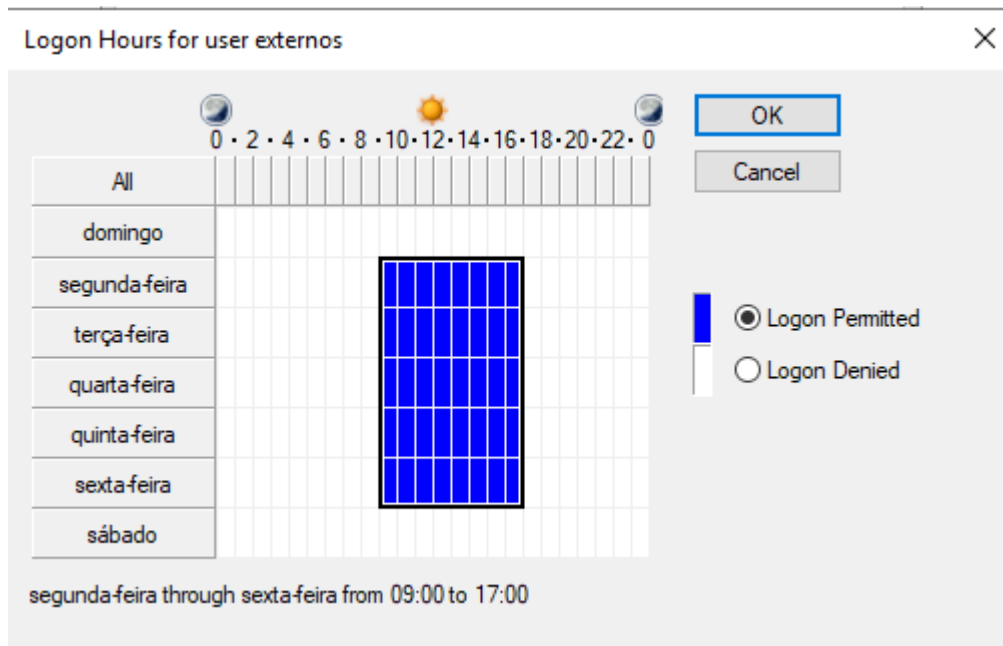 Logon Hours for user externos
0 · 2 · 4 · 6 · 8 · 10 · 12 · 14 · 16 · 18 · 20 · 22 · 0
OK
Cancel
All
domingo
segunda-feira
terça-feira
quarta-feira
quinta-feira
sexta-feira
sábado
Logon Permitted
Logon Denied
segunda-feira through sexta-feira from 09:00 to 17:00